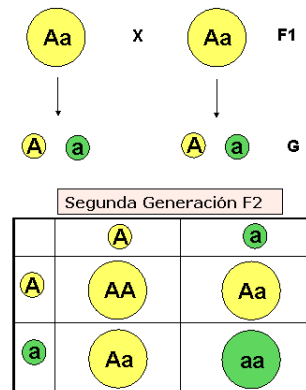 Aa X Aa F1
A a A a G
Segunda Generación F2
A a
A AA Aa
a Aa aa